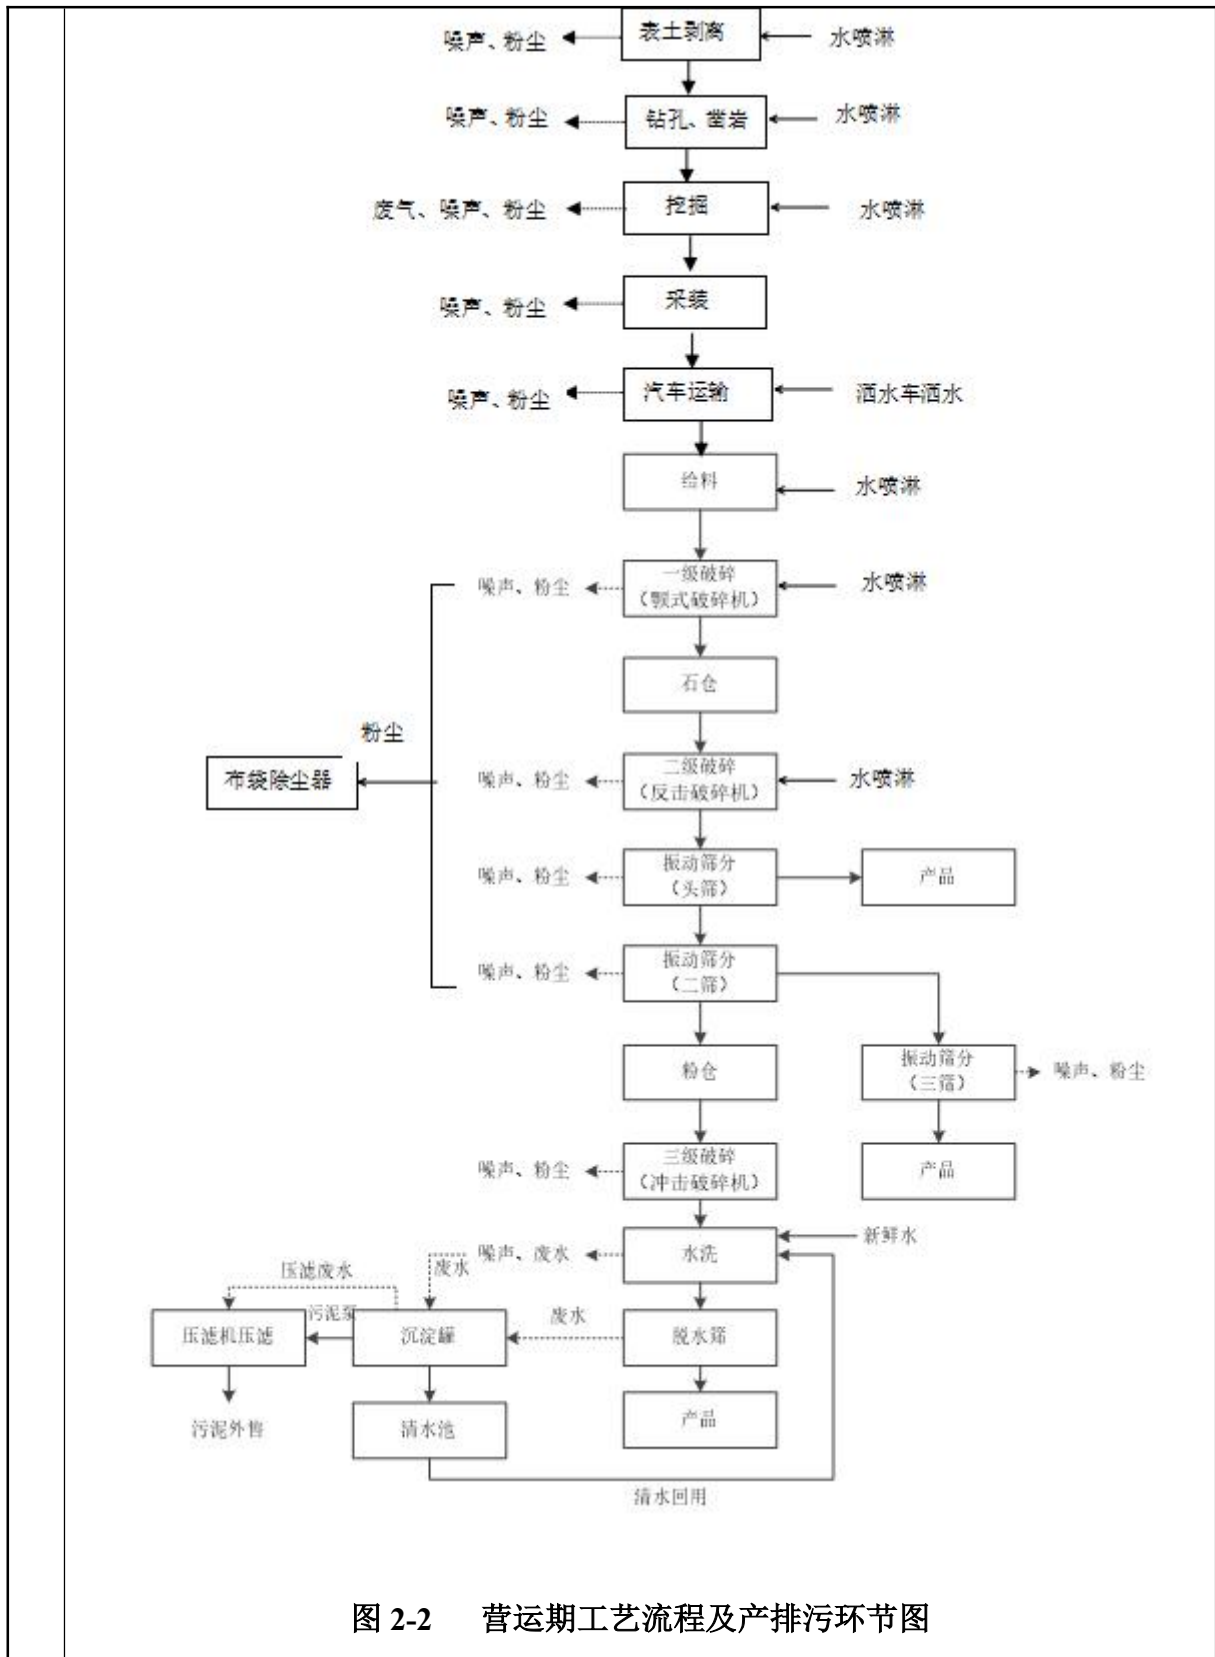 噪声、粉尘
表土剥离
水喷淋
噪声、粉尘
钻孔、凿岩
水喷淋
废气、噪声、粉尘
挖掘
水喷淋
噪声、粉尘
采装
噪声、粉尘
汽车运输
洒水车洒水
给料
水喷淋
噪声、粉尘
一级破碎
（颚式破碎机）
水喷淋
石仓
粉尘
布袋除尘器
噪声、粉尘
二级破碎
（反击破碎机）
水喷淋
噪声、粉尘
振动筛分
（头筛）
产品
噪声、粉尘
振动筛分
（二筛）
粉仓
振动筛分
（三筛）
噪声、粉尘
噪声、粉尘
三级破碎
（冲击破碎机）
产品
新鲜水
噪声、废水
水洗
压滤废水
废水
污泥泵
废水
压滤机压滤
沉淀罐
脱水筛
污泥外售
清水池
产品
清水回用
图 2-2 营运期工艺流程及产排污环节图